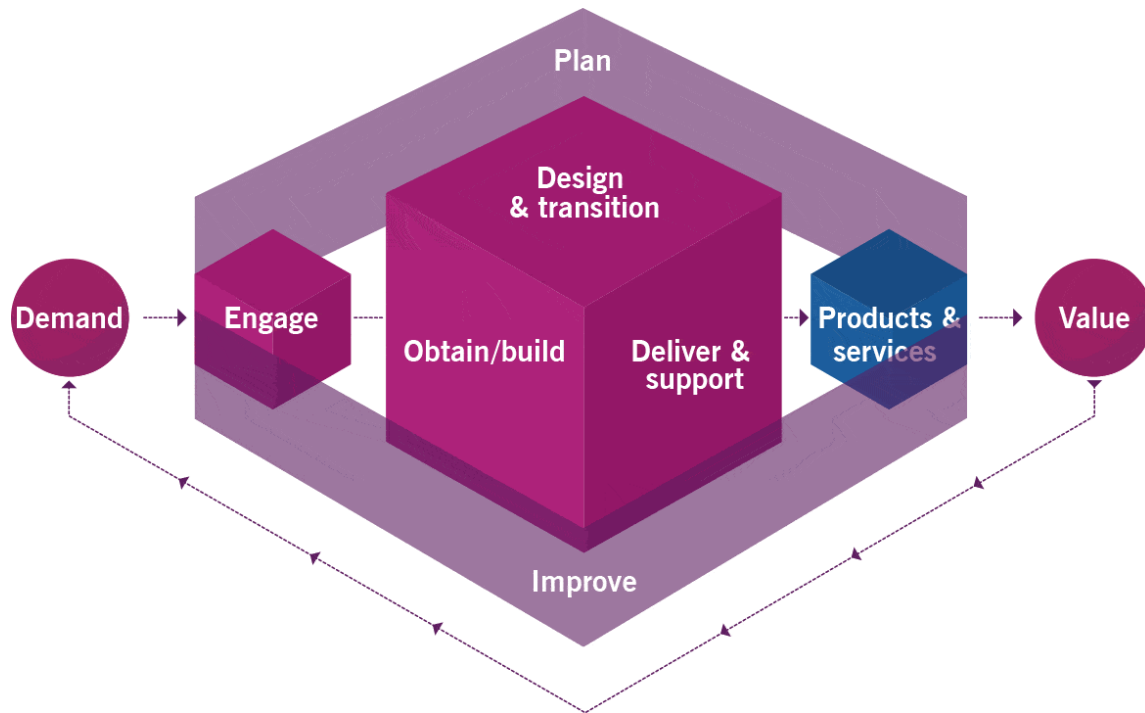 Plan
Design
& transition
Demand
Engage
Obtain/build
Deliver &
support
Products &
services
Value
Improve